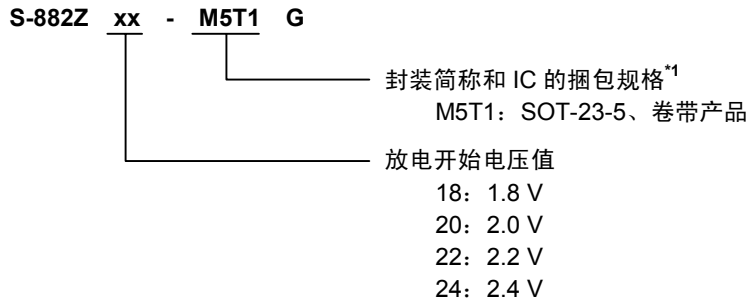 S-882Z xx - M5T1 G
封装简称和 IC 的捆包规格*1
M5T1：SOT-23-5、卷带产品
放电开始电压值
18：1.8 V
20：2.0 V
22：2.2 V
24：2.4 V